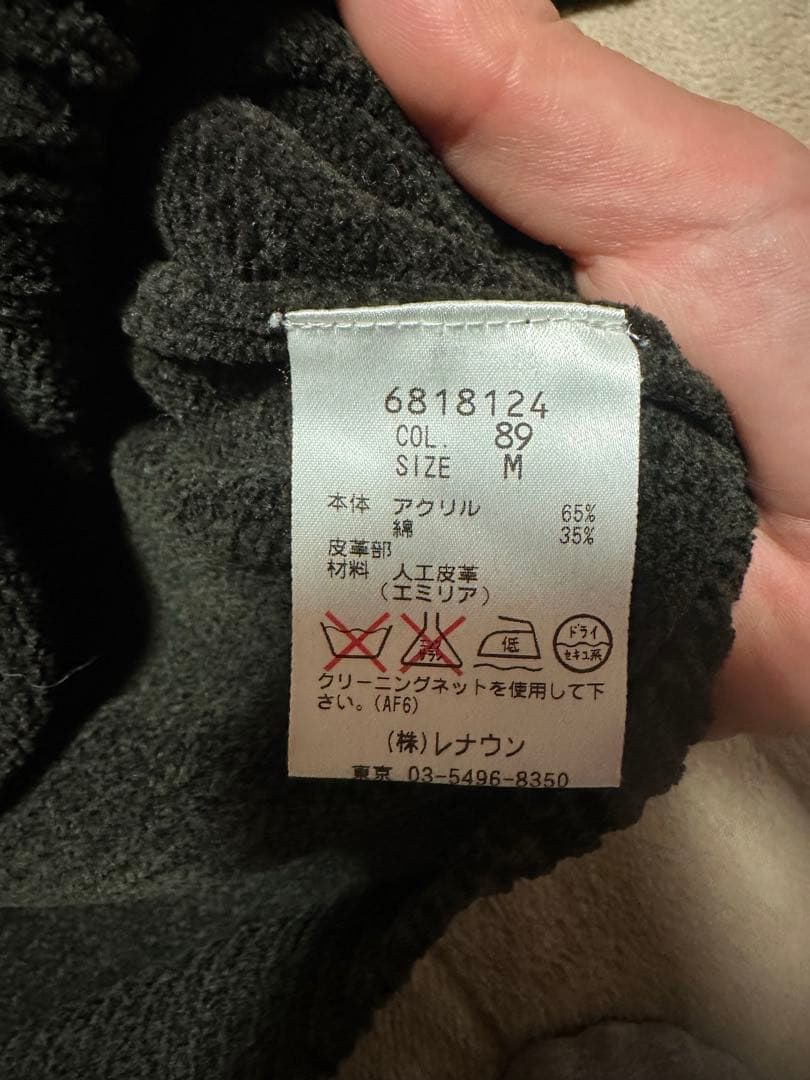 6818124
COL. 89
SIZE M
本体 アクリル 65%
綿 35%
皮革部
材料 人工皮革
(エミリア)
低 ドライ
セキユ系
クリーニングネットを使用して下
さい。(AF6)
(株)レナウン
東京 03-5496-8350